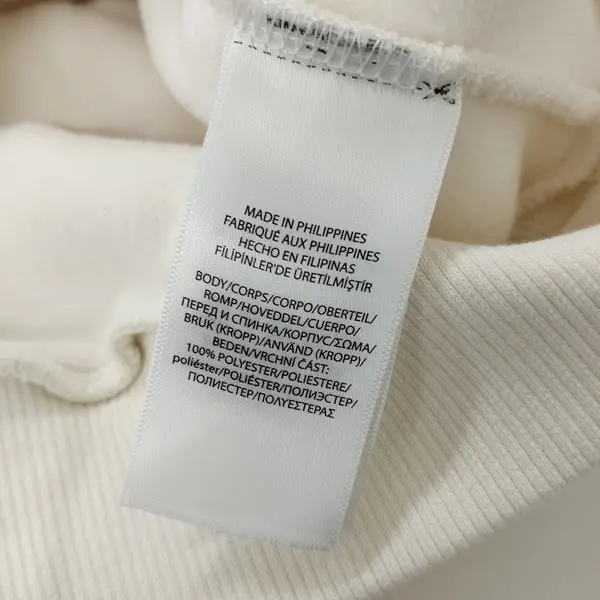 MADE IN PHILIPPINES
FABRIQUÉ AUX PHILIPPINES
HECHO EN FILIPINAS
FİLİPİNLER'DE ÜRETİLMİŞTİR
BODY/CORPS/CORPO/OBERTEIL/
ROMP/HOVEDDEL/CUERPO/
ПЕРЕД И СПИНКА/КОРПУС/ΣΩΜΑ/
BRUK (KROPP)/ANVÄND (KROPP)/
BEDEN/VRCHNÍ ČÁST:
100% POLYESTER/POLIESTERE/
poliéster/POLIÉSTER/ПОЛИЭСТЕР/
ПОЛИЕСТЕР/ΠΟΛΥΕΣΤΕΡΑΣ